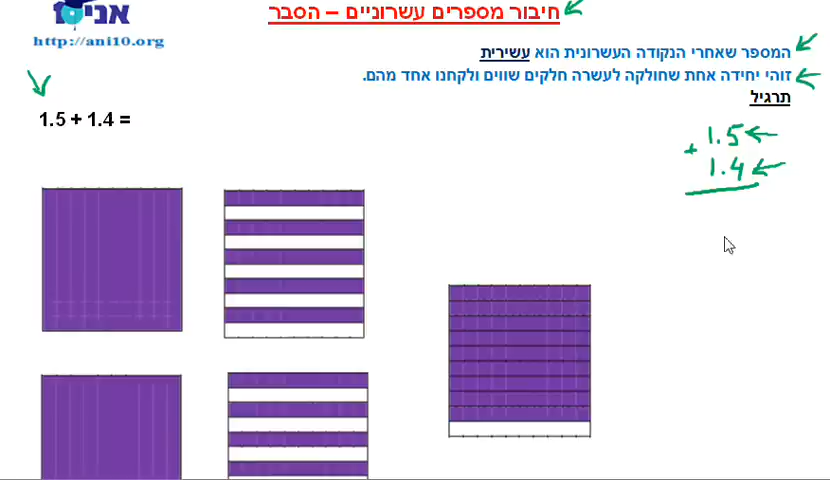 חיבור מספרים עשרוניים – הסבר
אני10
http://ani10.org
המספר שאחרי הנקודה העשרונית הוא עשירית
זוהי יחידה אחת שחולקה לעשרה חלקים שווים ולקחנו אחד מהם.
תרגיל
1.5 + 1.4 =
1.5
+ 1.4